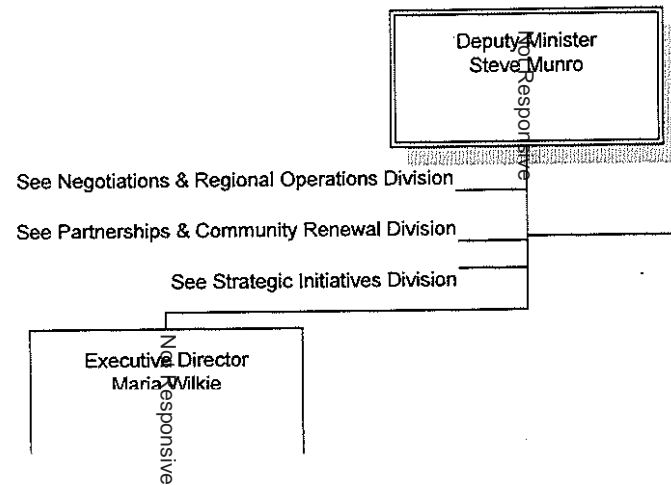 Deputy Minister
Steve Munro
Not Responsive
See Negotiations & Regional Operations Division
See Partnerships & Community Renewal Division
See Strategic Initiatives Division
Executive Director
Maria Wilkie
Not Responsive